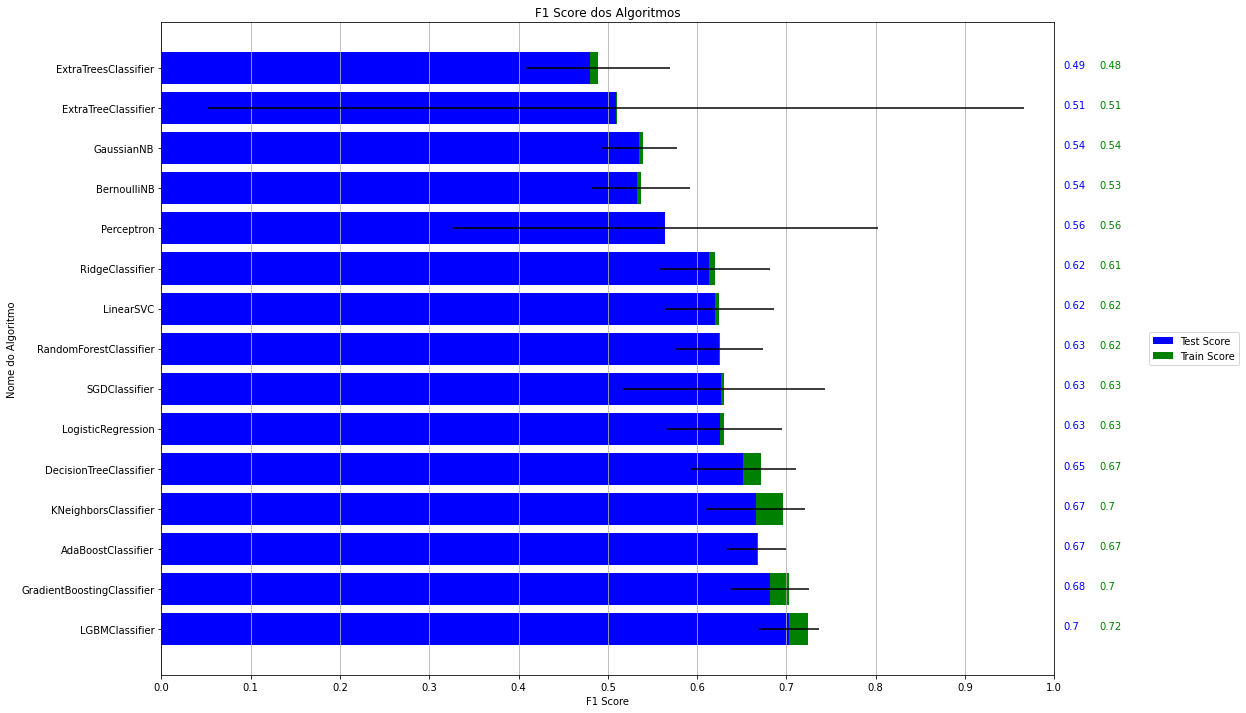 F1 Score dos Algoritmos
Nome do Algoritmo
ExtraTreesClassifier 0.49 0.48
ExtraTreeClassifier 0.51 0.51
GaussianNB 0.54 0.54
BernoulliNB 0.54 0.53
Perceptron 0.56 0.56
RidgeClassifier 0.62 0.61
LinearSVC 0.62 0.62
RandomForestClassifier 0.63 0.62
SGDClassifier 0.63 0.63
LogisticRegression 0.63 0.63
DecisionTreeClassifier 0.65 0.67
KNeighborsClassifier 0.67 0.7
AdaBoostClassifier 0.67 0.67
GradientBoostingClassifier 0.68 0.7
LGBMClassifier 0.7 0.72
0.0 0.1 0.2 0.3 0.4 0.5 0.6 0.7 0.8 0.9 1.0
F1 Score
Test Score
Train Score